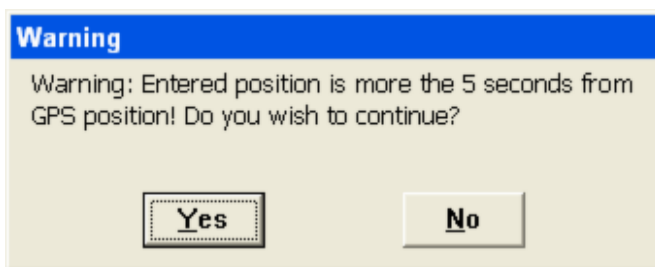 Warning
Warning: Entered position is more the 5 seconds from
GPS position! Do you wish to continue?
Yes No